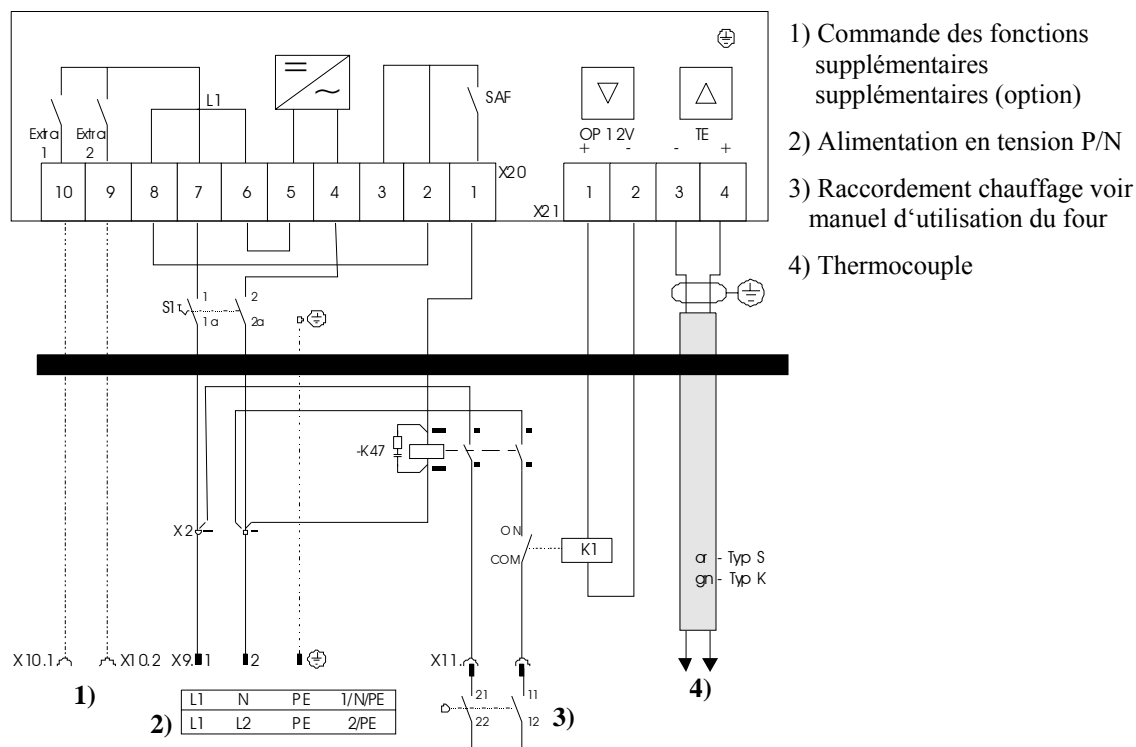 1) Commande des fonctions
supplémentaires
supplémentaires (option)
2) Alimentation en tension P/N
3) Raccordement chauffage voir
manuel d‘utilisation du four
4) Thermocouple
L1
SAF
Extra
1
Extra
2
OP 12V
+ -
TE
- +
10 9 8 7 6 5 4 3 2 1
X20
X21
1 2 3 4
S1
1
1a
2
2a
-K47
X2
ON
COM
K1
ar - Typ S
gn - Typ K
X10.1
X10.2
X9.
1
2
X11.
1)
2)
L1 N PE 1/N/PE
L1 L2 PE 2/PE
21
22
11
12
3)
4)